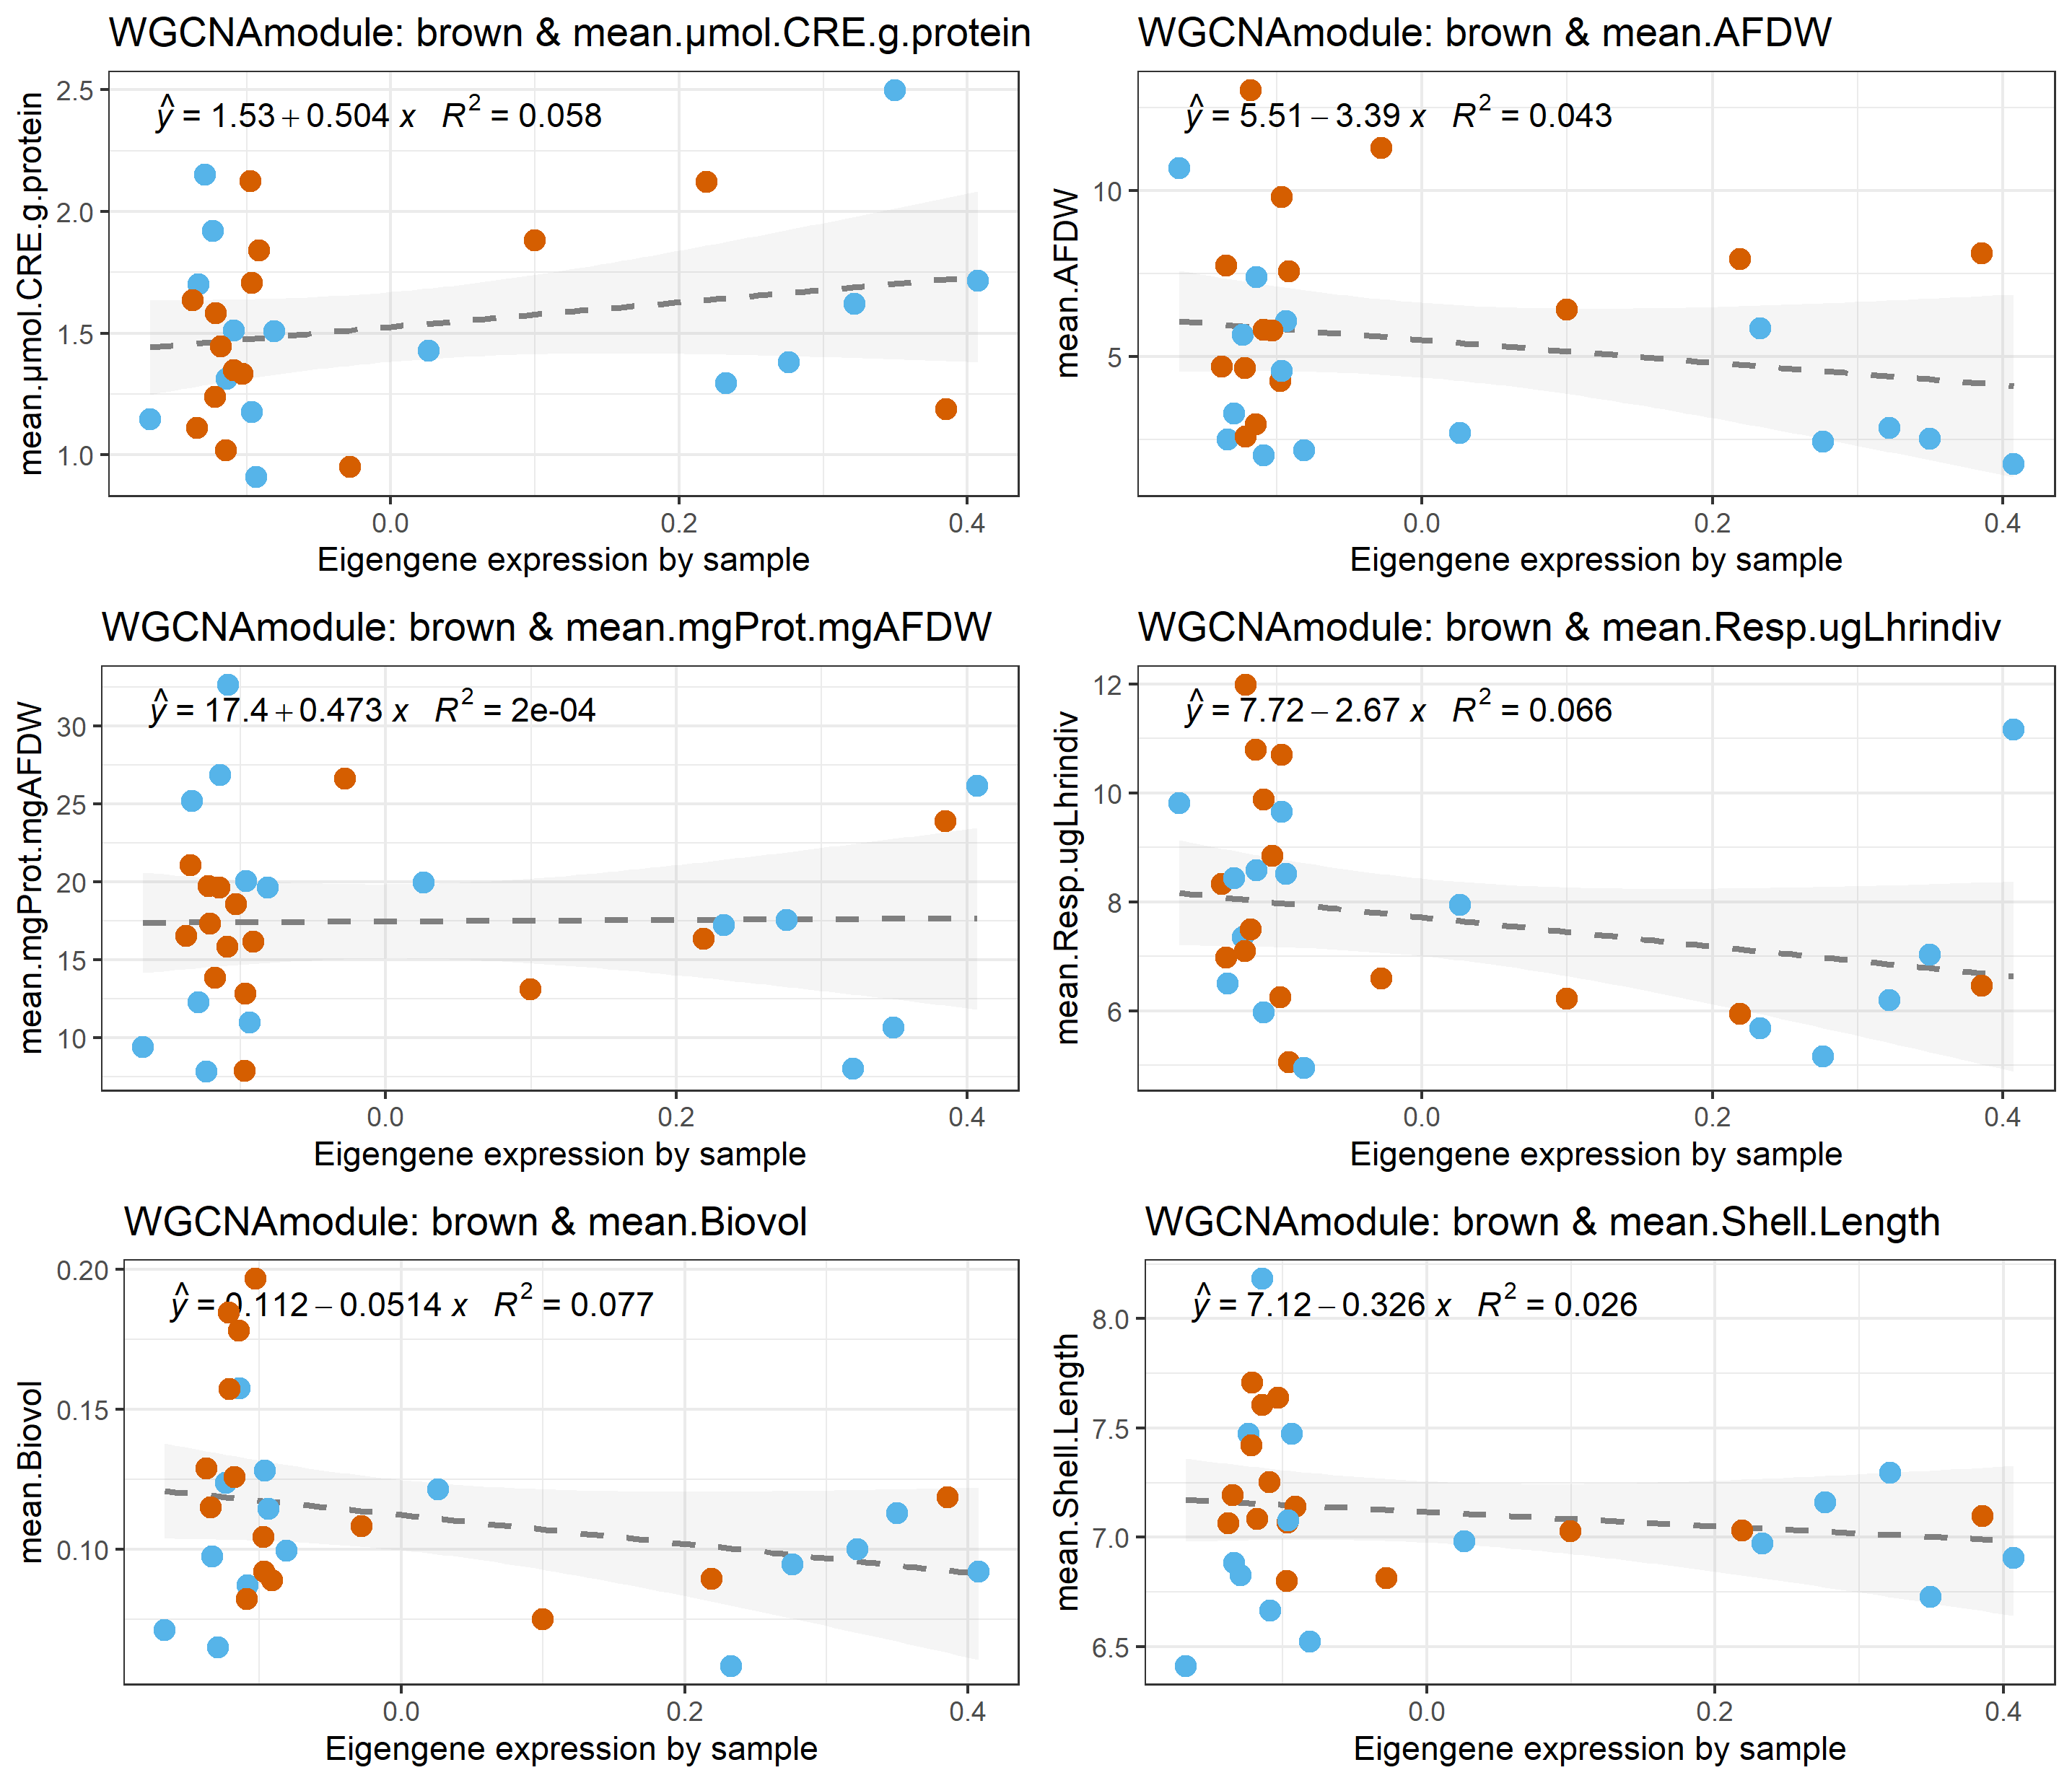 WGCNAmodule: brown & mean.µmol.CRE.g.protein
ŷ = 1.53 + 0.504 x R² = 0.058
mean.µmol.CRE.g.protein
2.5
2.0
1.5
1.0
0.0 0.2 0.4
Eigengene expression by sample
WGCNAmodule: brown & mean.AFDW
ŷ = 5.51 − 3.39 x R² = 0.043
mean.AFDW
10
5
0.0 0.2 0.4
Eigengene expression by sample
WGCNAmodule: brown & mean.mgProt.mgAFDW
ŷ = 17.4 + 0.473 x R² = 2e-04
mean.mgProt.mgAFDW
30
25
20
15
10
0.0 0.2 0.4
Eigengene expression by sample
WGCNAmodule: brown & mean.Resp.ugLhrindiv
ŷ = 7.72 − 2.67 x R² = 0.066
mean.Resp.ugLhrindiv
12
10
8
6
0.0 0.2 0.4
Eigengene expression by sample
WGCNAmodule: brown & mean.Biovol
ŷ = 0.112 − 0.0514 x R² = 0.077
mean.Biovol
0.20
0.15
0.10
0.0 0.2 0.4
Eigengene expression by sample
WGCNAmodule: brown & mean.Shell.Length
ŷ = 7.12 − 0.326 x R² = 0.026
mean.Shell.Length
8.0
7.5
7.0
6.5
0.0 0.2 0.4
Eigengene expression by sample